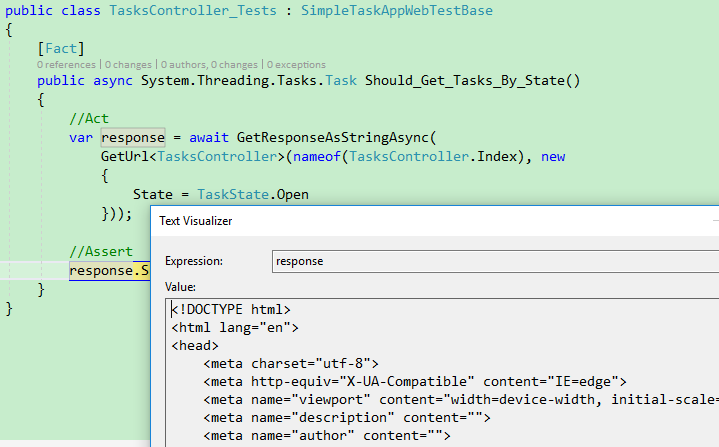 public class TasksController_Tests : SimpleTaskAppWebTestBase
{
[Fact]
0 references | 0 changes | 0 authors, 0 changes | 0 exceptions
public async System.Threading.Tasks.Task Should_Get_Tasks_By_State()
{
//Act
var response = await GetResponseAsStringAsync(
GetUrl<TasksController>(nameof(TasksController.Index), new
{
State = TaskState.Open
}));
//Assert
response.S
}
}
Text Visualizer
Expression:
response
Value:
<!DOCTYPE html>
<html lang="en">
<head>
<meta charset="utf-8">
<meta http-equiv="X-UA-Compatible" content="IE=edge">
<meta name="viewport" content="width=device-width, initial-scale=
<meta name="description" content="">
<meta name="author" content="">